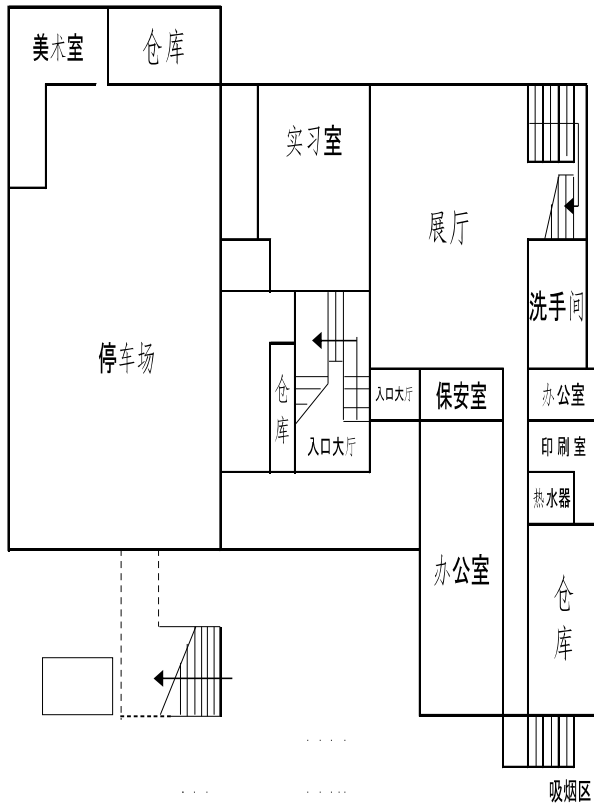 美术室
仓库
实习室
展厅
洗手间
停车场
仓
库
入口大厅
入口大厅
保安室
办公室
印刷室
热水器
办公室
仓
库
吸烟区